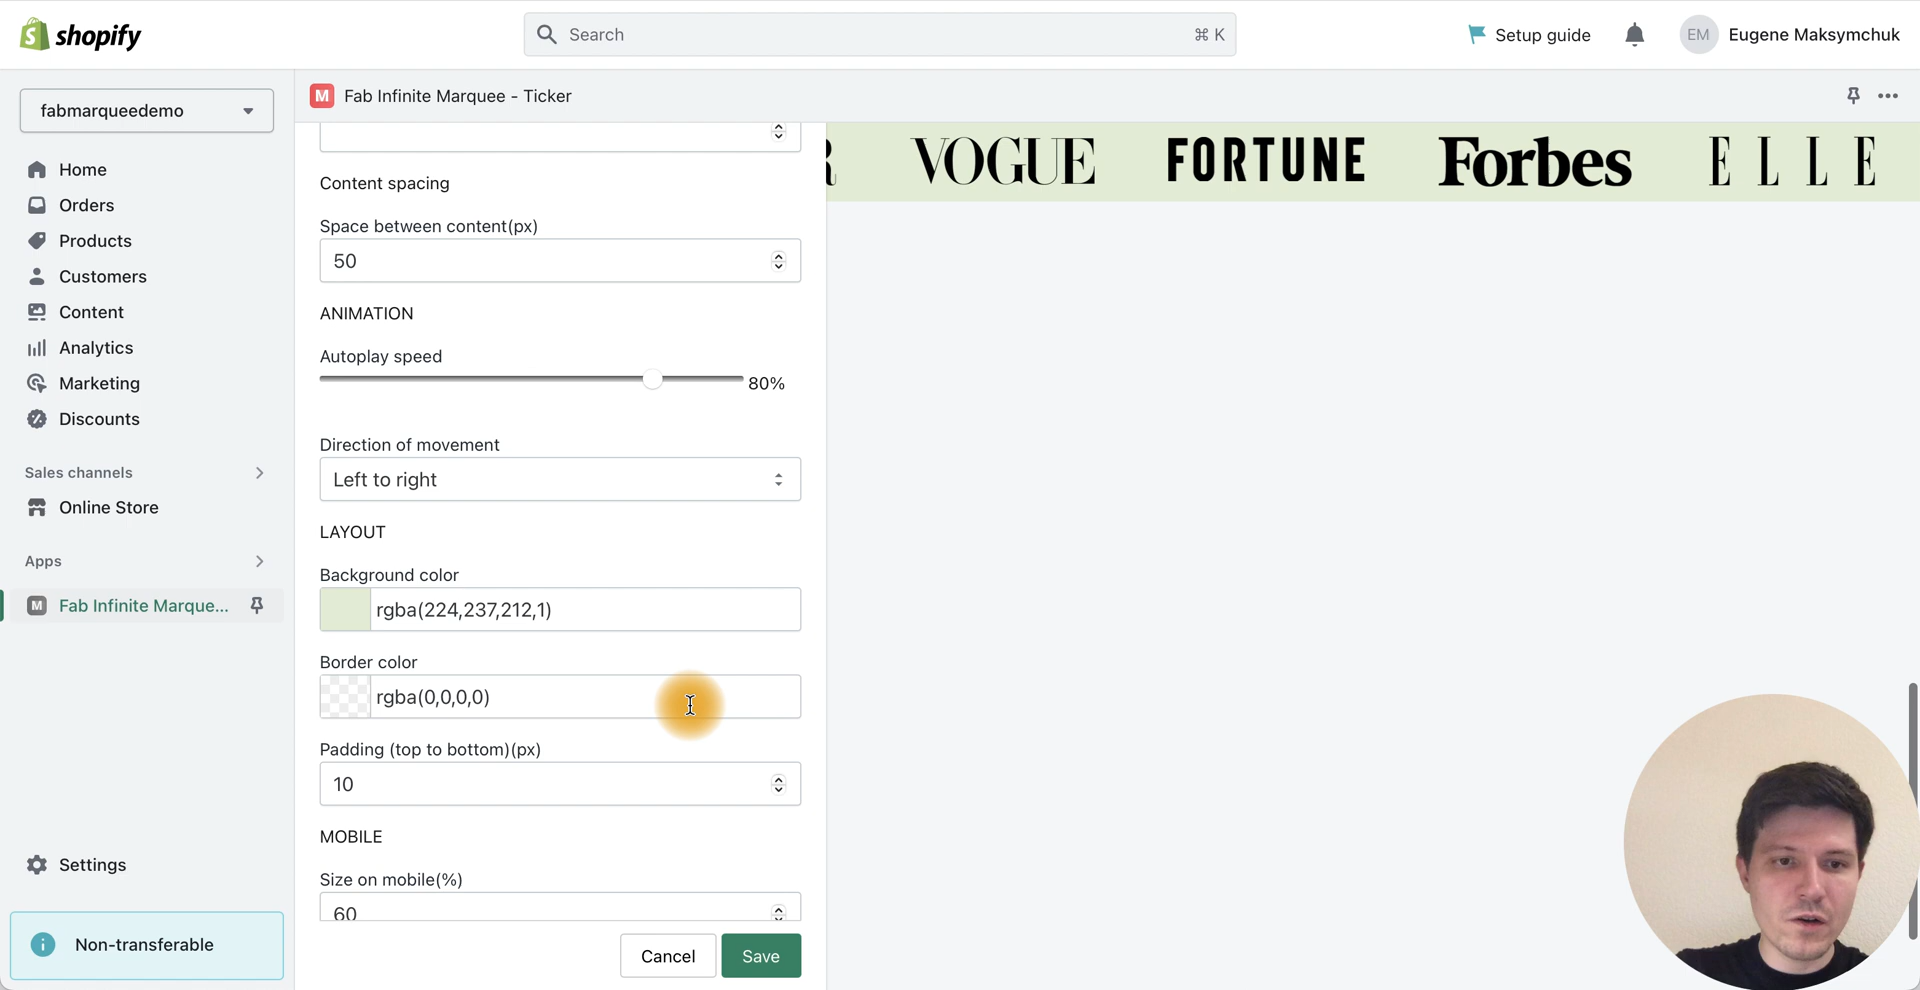 shopify
Search
⌘ K
Setup guide
EM
Eugene Maksymchuk
fabmarqueedemo
Home
Orders
Products
Customers
Content
Analytics
Marketing
Discounts
Sales channels
Online Store
Apps
M
Fab Infinite Marque...
Settings
Non-transferable
M
Fab Infinite Marquee - Ticker
Content spacing
Space between content(px)
50
ANIMATION
Autoplay speed
80%
Direction of movement
Left to right
LAYOUT
Background color
rgba(224,237,212,1)
Border color
rgba(0,0,0,0)
Padding (top to bottom)(px)
10
MOBILE
Size on mobile(%)
60
Cancel
Save
R
VOGUE
FORTUNE
Forbes
ELLE